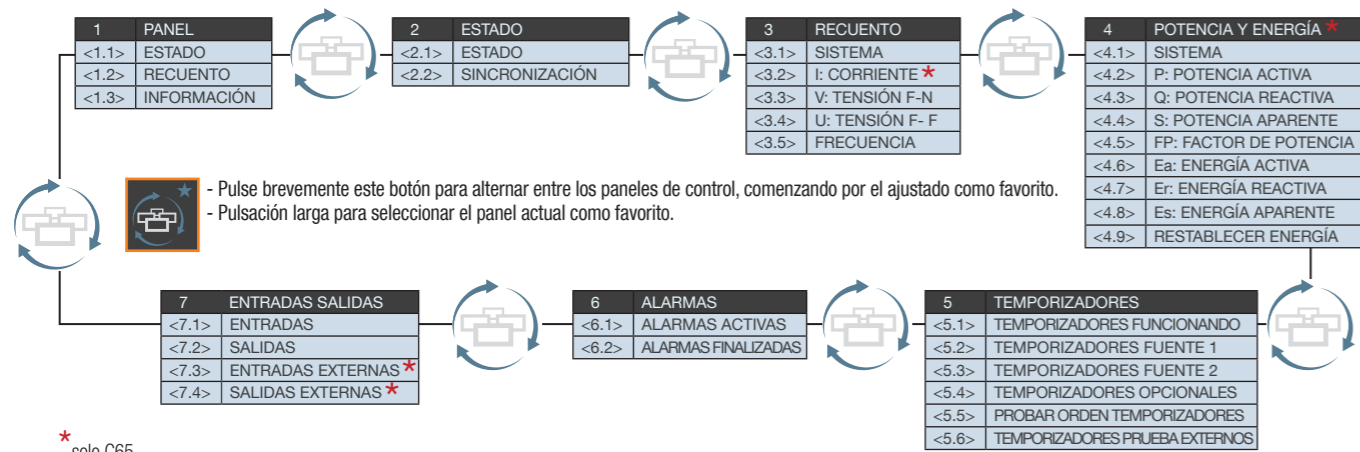 1 PANEL
<1.1> ESTADO
<1.2> RECUENTO
<1.3> INFORMACIÓN
2 ESTADO
<2.1> ESTADO
<2.2> SINCRONIZACIÓN
3 RECUENTO
<3.1> SISTEMA
<3.2> I: CORRIENTE *
<3.3> V: TENSIÓN F-N
<3.4> U: TENSIÓN F- F
<3.5> FRECUENCIA
4 POTENCIA Y ENERGÍA *
<4.1> SISTEMA
<4.2> P: POTENCIA ACTIVA
<4.3> Q: POTENCIA REACTIVA
<4.4> S: POTENCIA APARENTE
<4.5> FP: FACTOR DE POTENCIA
<4.6> Ea: ENERGÍA ACTIVA
<4.7> Er: ENERGÍA REACTIVA
<4.8> Es: ENERGÍA APARENTE
<4.9> RESTABLECER ENERGÍA
- Pulse brevemente este botón para alternar entre los paneles de control, comenzando por el ajustado como favorito.
- Pulsación larga para seleccionar el panel actual como favorito.
7 ENTRADAS SALIDAS
<7.1> ENTRADAS
<7.2> SALIDAS
<7.3> ENTRADAS EXTERNAS *
<7.4> SALIDAS EXTERNAS *
6 ALARMAS
<6.1> ALARMAS ACTIVAS
<6.2> ALARMAS FINALIZADAS
5 TEMPORIZADORES
<5.1> TEMPORIZADORES FUNCIONANDO
<5.2> TEMPORIZADORES FUENTE 1
<5.3> TEMPORIZADORES FUENTE 2
<5.4> TEMPORIZADORES OPCIONALES
<5.5> PROBAR ORDEN TEMPORIZADORES
<5.6> TEMPORIZADORES PRUEBA EXTERNOS
* solo C65